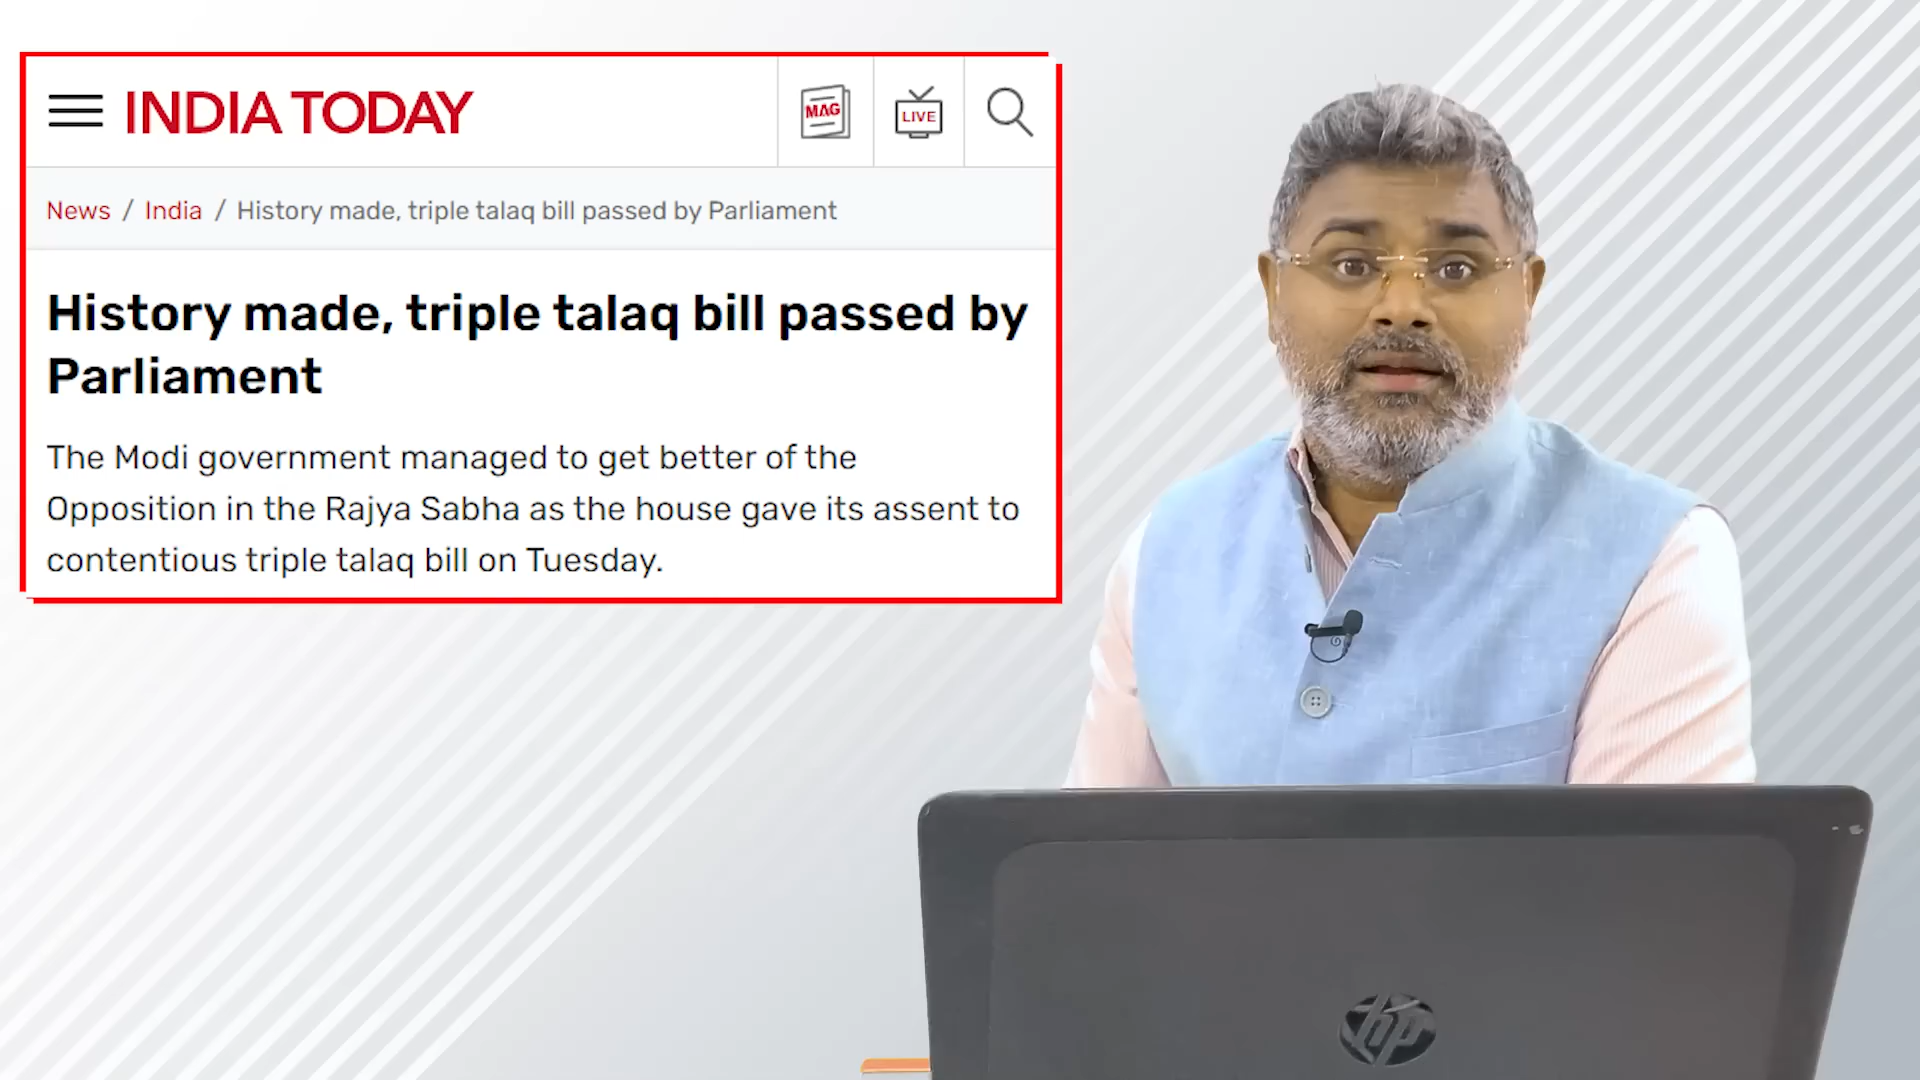 INDIA TODAY
MAG
LIVE
News / India / History made, triple talaq bill passed by Parliament
History made, triple talaq bill passed by
Parliament
The Modi government managed to get better of the
Opposition in the Rajya Sabha as the house gave its assent to
contentious triple talaq bill on Tuesday.
hp